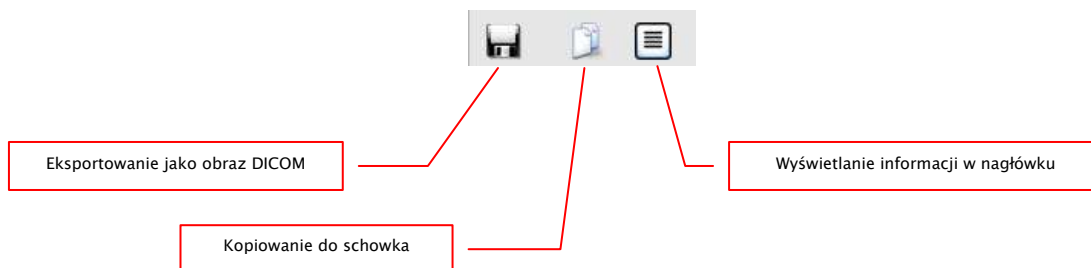 Eksportowanie jako obraz DICOM
Wyświetlanie informacji w nagłówku
Kopiowanie do schowka